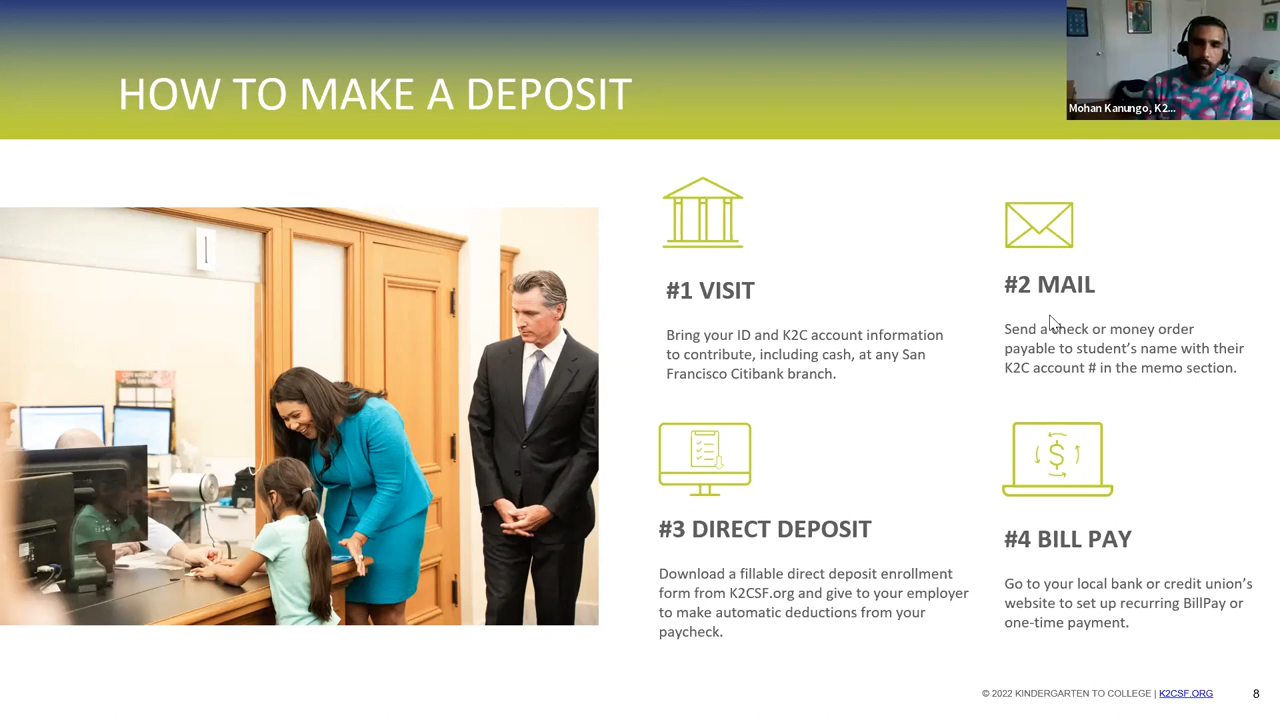 HOW TO MAKE A DEPOSIT
Mohan Kanungo, K2...
#1 VISIT
Bring your ID and K2C account information
to contribute, including cash, at any San
Francisco Citibank branch.
#2 MAIL
Send a check or money order
payable to student’s name with their
K2C account # in the memo section.
#3 DIRECT DEPOSIT
Download a fillable direct deposit enrollment
form from K2CSF.org and give to your employer
to make automatic deductions from your
paycheck.
#4 BILL PAY
Go to your local bank or credit union’s
website to set up recurring BillPay or
one-time payment.
© 2022 KINDERGARTEN TO COLLEGE | K2CSF.ORG
8